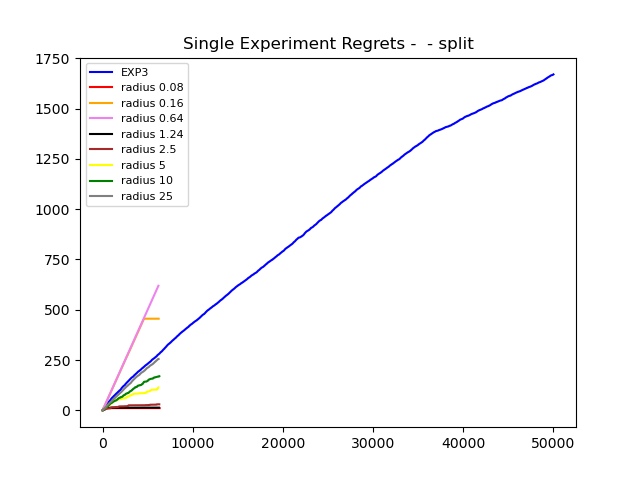 Single Experiment Regrets -  - split
1750
1500
1250
1000
750
500
250
0
EXP3
radius 0.08
radius 0.16
radius 0.64
radius 1.24
radius 2.5
radius 5
radius 10
radius 25
0 10000 20000 30000 40000 50000